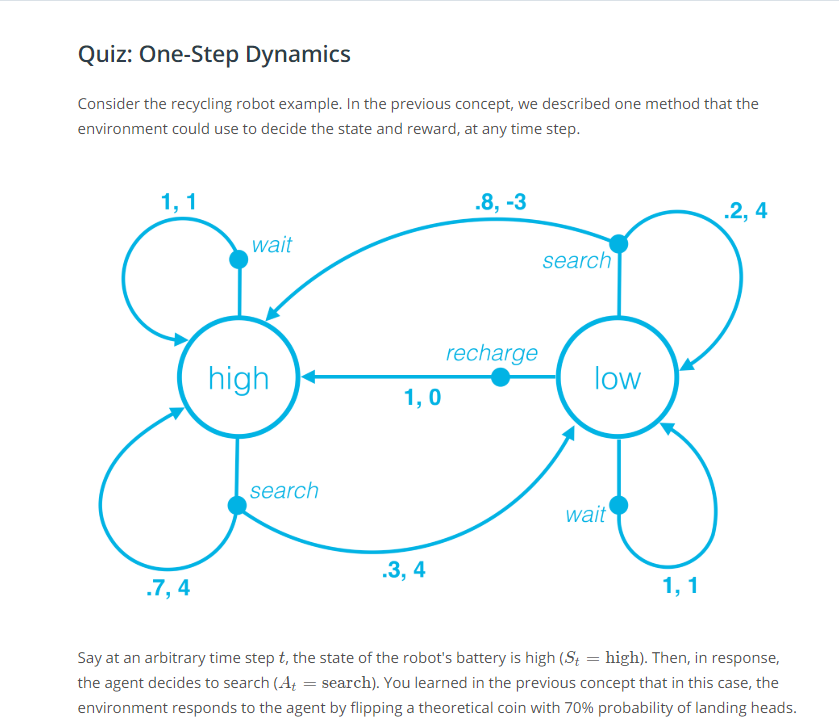 Quiz: One-Step Dynamics
Consider the recycling robot example. In the previous concept, we described one method that the
environment could use to decide the state and reward, at any time step.
1, 1
.8, -3
.2, 4
wait
search
recharge
high
low
1, 0
search
wait
.3, 4
.7, 4
1, 1
Say at an arbitrary time step t, the state of the robot's battery is high (Sₜ = high). Then, in response,
the agent decides to search (Aₜ = search). You learned in the previous concept that in this case, the
environment responds to the agent by flipping a theoretical coin with 70% probability of landing heads.